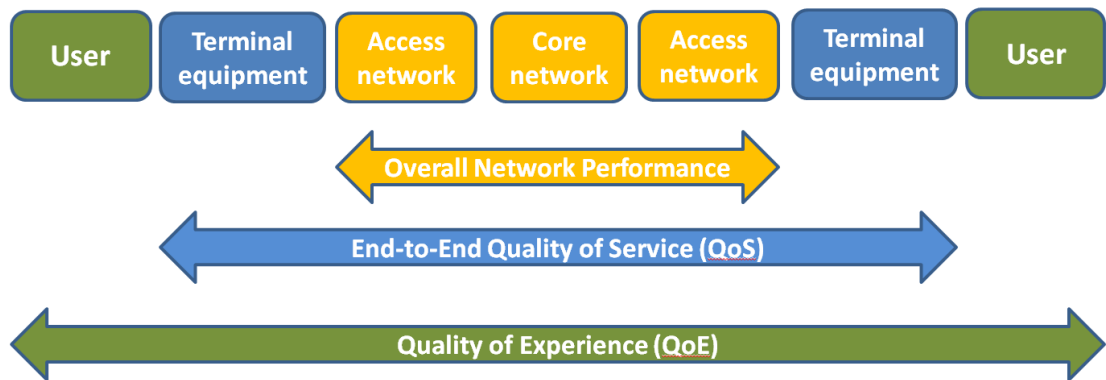 User
Terminal
equipment
Access
network
Core
network
Access
network
Terminal
equipment
User
Overall Network Performance
End-to-End Quality of Service (QoS)
Quality of Experience (QoE)